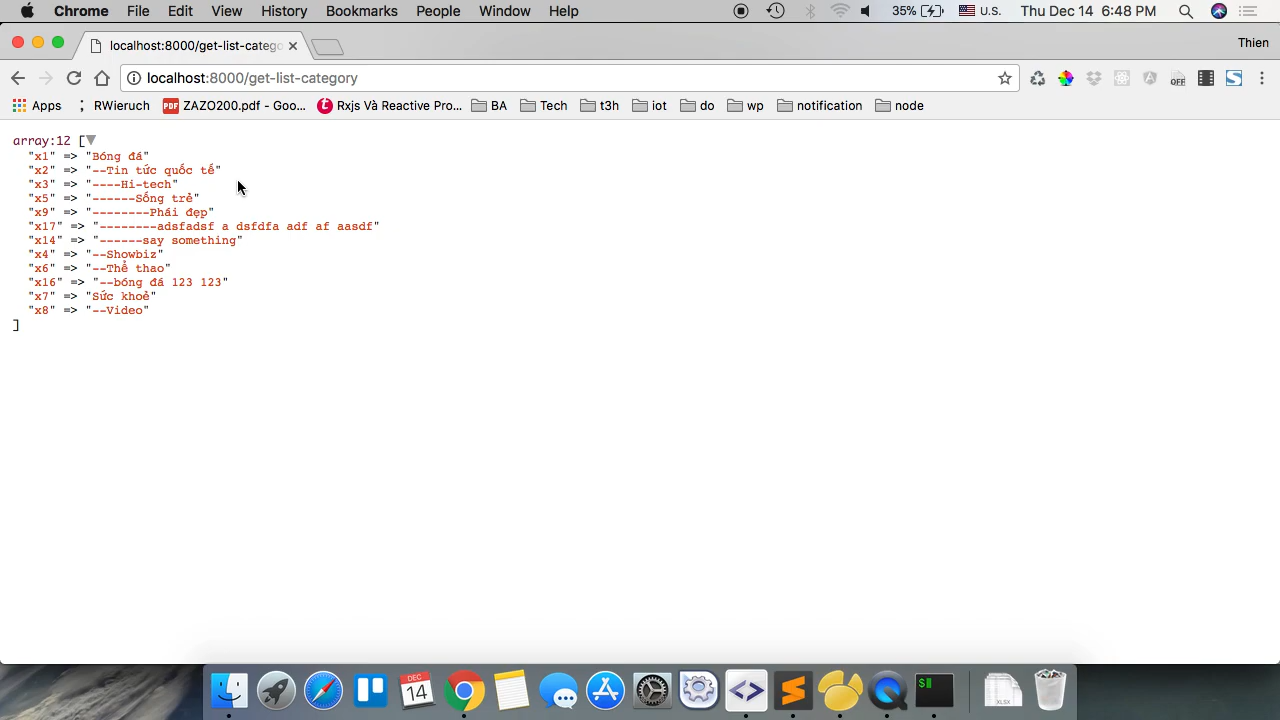 Chrome File Edit View History Bookmarks People Window Help 35% U.S. Thu Dec 14 6:48 PM
localhost:8000/get-list-catego Thien
localhost:8000/get-list-category
Apps RWieruch ZAZO200.pdf - Goo... Rxjs Và Reactive Pro... BA Tech t3h iot do wp notification node
array:12 [
"x1" => "Bóng đá"
"x2" => "--Tin tức quốc tế"
"x3" => "----Hi-tech"
"x5" => "------Sống trẻ"
"x9" => "--------Phái đẹp"
"x17" => "--------adsfadsf a dsfdfa adf af aasdf"
"x14" => "------say something"
"x4" => "--Showbiz"
"x6" => "--Thể thao"
"x16" => "--bóng đá 123 123"
"x7" => "Sức khoẻ"
"x8" => "--Video"
]
DEC
14
XLSX